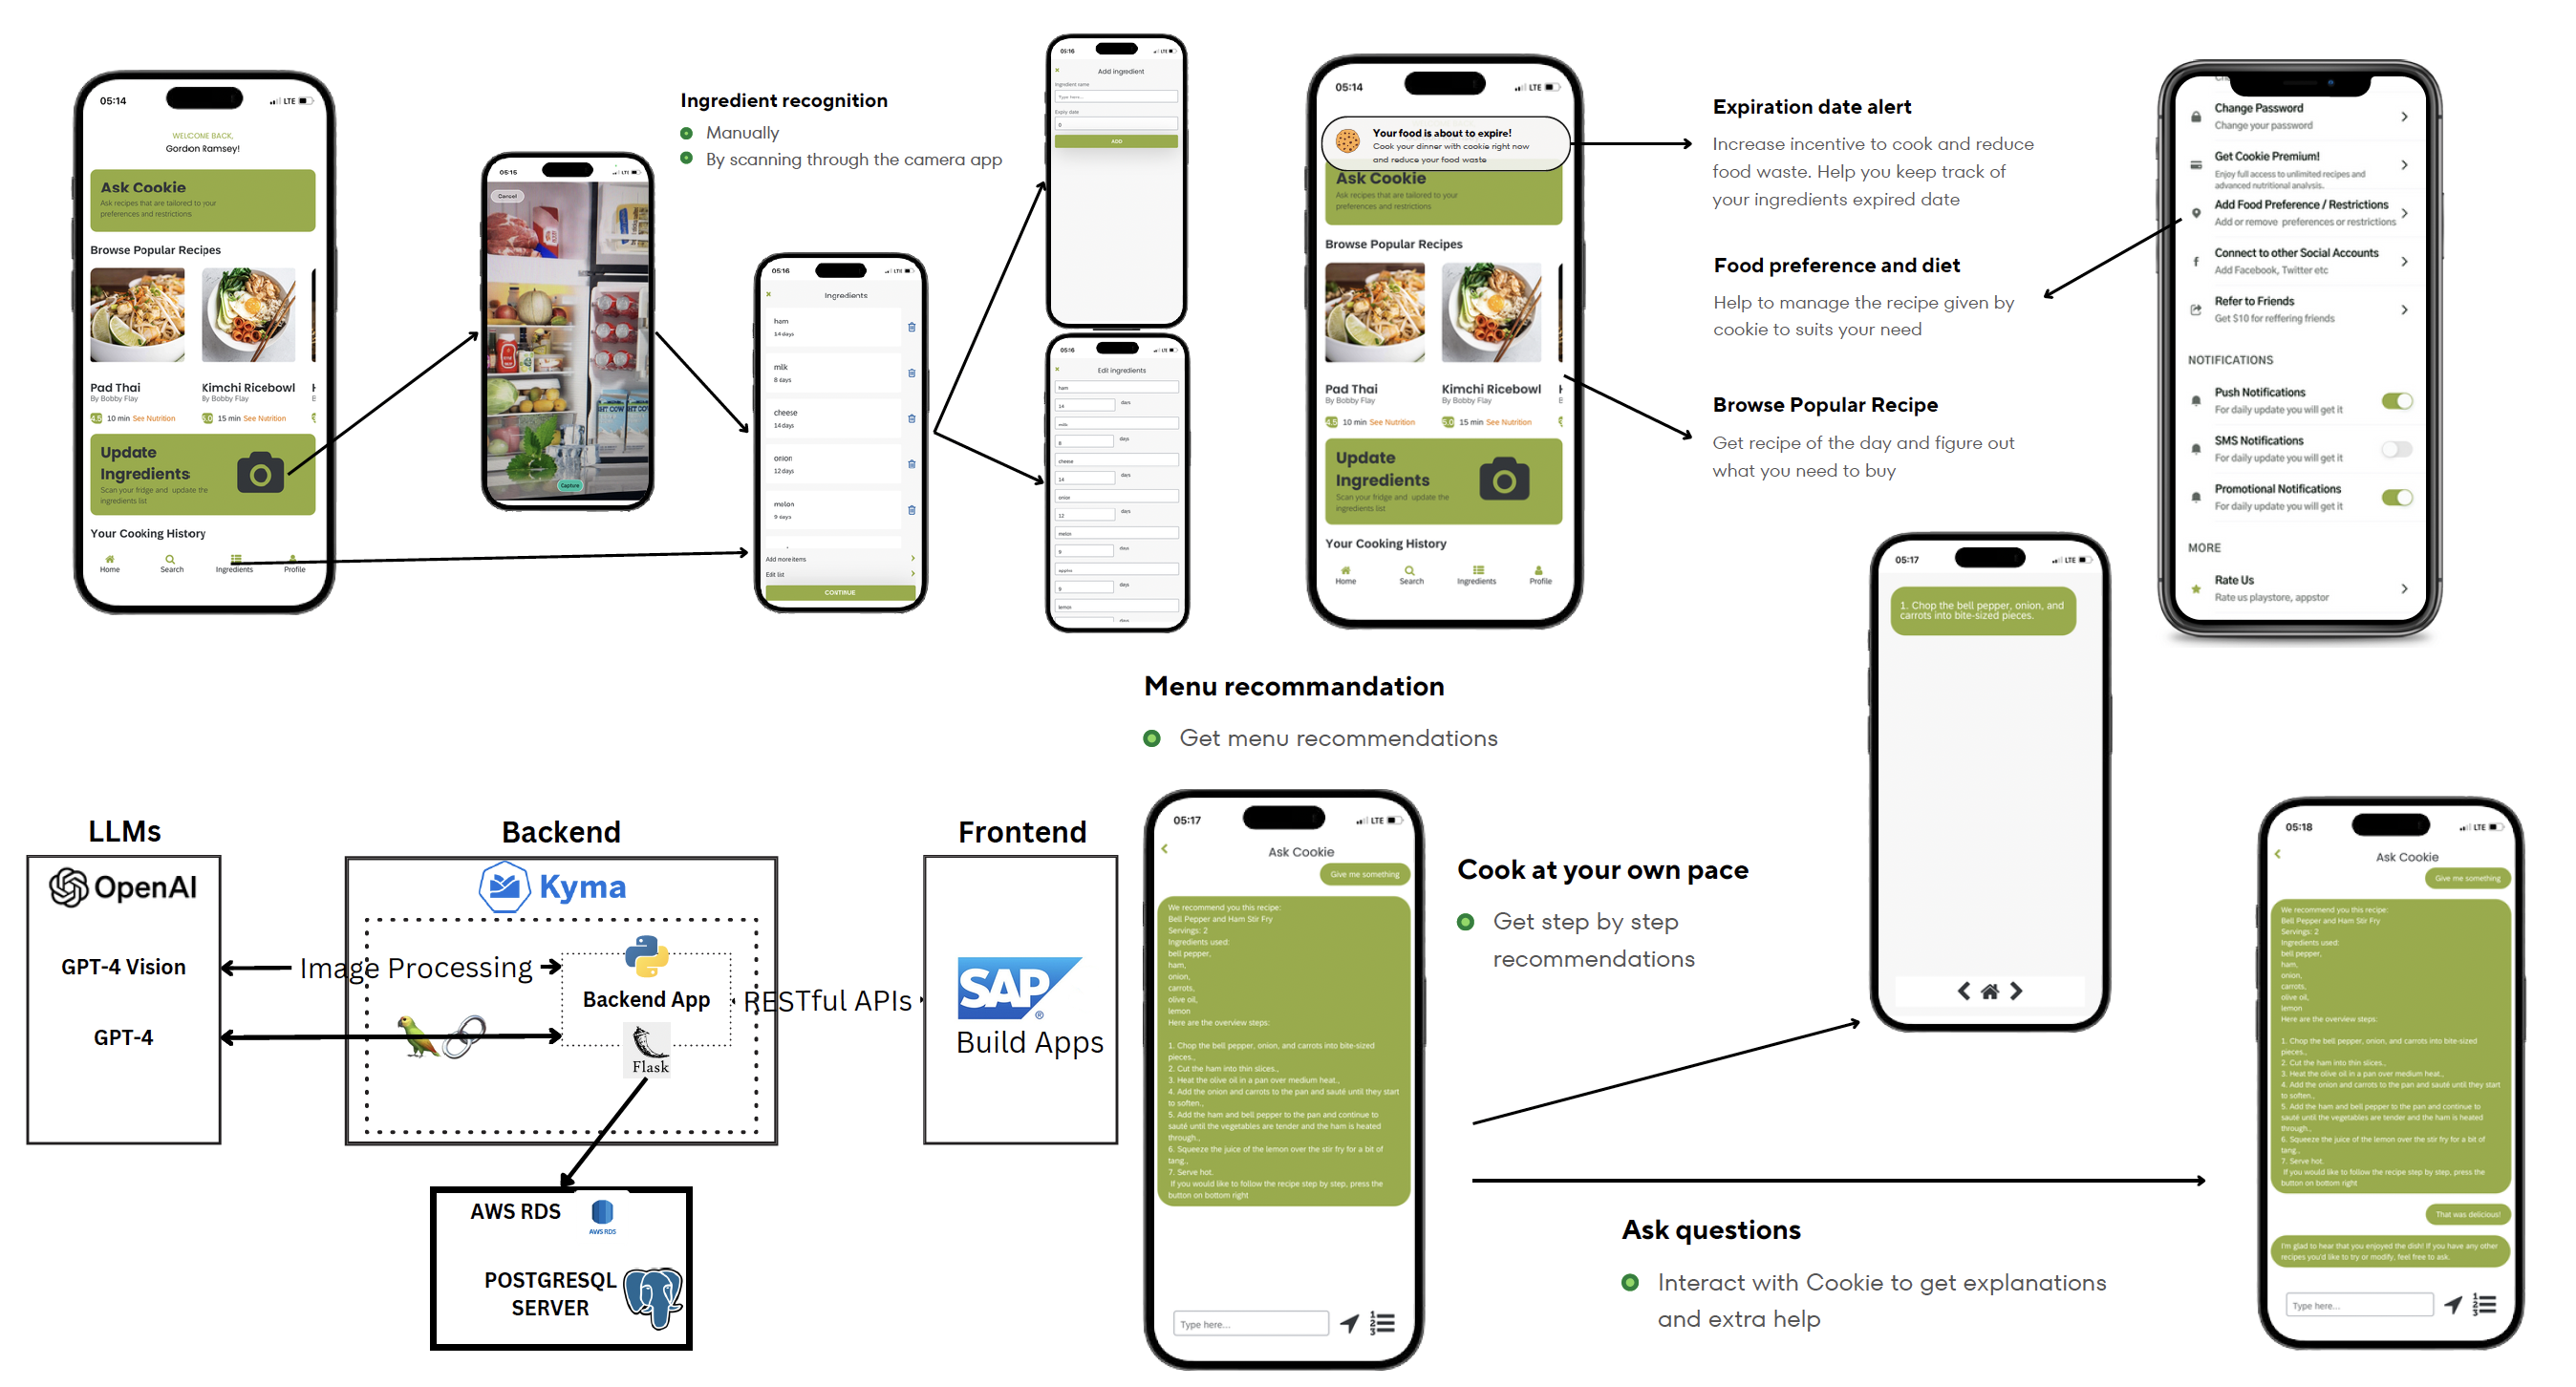 05:14
LTE
WELCOME BACK,
Gordon Ramsey!
Ask Cookie
Ask recipes that are tailored to your
preferences and restrictions
Browse Popular Recipes
Pad Thai
By Bobby Flay
10 min See Nutrition
Kimchi Ricebowl
By Bobby Flay
15 min See Nutrition
Update
Ingredients
Scan your fridge and update the
ingredients list
Your Cooking History
Home
Search
Ingredients
Profile
05:15
Cancel
Capture
Ingredient recognition
Manually
By scanning through the camera app
05:16
LTE
Ingredients
ham
14 days
milk
8 days
cheese
14 days
onion
12 days
melon
9 days
Add more items
Edit list
CONTINUE
05:16
Add ingredient
Ingredient name
Type here...
Expiry date
0
ADD
05:16
Edit ingredients
ham
14
days
milk
8
days
cheese
14
days
onion
12
days
melon
9
days
apples
9
days
lemon
days
05:14
LTE
Your food is about to expire!
Cook your dinner with cookie right now
and reduce your food waste
Ask Cookie
Ask recipes that are tailored to your
preferences and restrictions
Browse Popular Recipes
Pad Thai
By Bobby Flay
10 min See Nutrition
Kimchi Ricebowl
By Bobby Flay
15 min See Nutrition
Update
Ingredients
Scan your fridge and update the
ingredients list
Your Cooking History
Home
Search
Ingredients
Profile
Expiration date alert
Increase incentive to cook and reduce
food waste. Help you keep track of
your ingredients expired date
Food preference and diet
Help to manage the recipe given by
cookie to suits your need
Browse Popular Recipe
Get recipe of the day and figure out
what you need to buy
Change Password
Change your password
Get Cookie Premium!
Enjoy full access to unlimited recipes and
advanced nutritional analysis.
Add Food Preference / Restrictions
Add or remove preferences or restrictions
Connect to other Social Accounts
Add Facebook, Twitter etc
Refer to Friends
Get $10 for reffering friends
NOTIFICATIONS
Push Notifications
For daily update you will get it
SMS Notifications
For daily update you will get it
Promotional Notifications
For daily update you will get it
MORE
Rate Us
Rate us playstore, appstor
05:17
LTE
1. Chop the bell pepper, onion, and
carrots into bite-sized pieces.
Menu recommandation
Get menu recommendations
LLMs
OpenAI
GPT-4 Vision
GPT-4
Backend
Kyma
Image Processing
Backend App
Flask
RESTful APIs
AWS RDS
AWS RDS
POSTGRESQL
SERVER
Frontend
SAP
Build Apps
05:17
LTE
Ask Cookie
Give me something
We recommend you this recipe:
Bell Pepper and Ham Stir Fry
Servings: 2
Ingredients used:
bell pepper,
ham,
onion,
carrots,
olive oil,
lemon
Here are the overview steps:
1. Chop the bell pepper, onion, and carrots into bite-sized
pieces.,
2. Cut the ham into thin slices.,
3. Heat the olive oil in a pan over medium heat.,
4. Add the onion and carrots to the pan and sauté until they start
to soften.,
5. Add the ham and bell pepper to the pan and continue to
sauté until the vegetables are tender and the ham is heated
through.,
6. Squeeze the juice of the lemon over the stir fry for a bit of
tang.,
7. Serve hot.
If you would like to follow the recipe step by step, press the
button on bottom right
Type here...
Cook at your own pace
Get step by step
recommendations
Ask questions
Interact with Cookie to get explanations
and extra help
05:18
LTE
Ask Cookie
Give me something
We recommend you this recipe:
Bell Pepper and Ham Stir Fry
Servings: 2
Ingredients used:
bell pepper,
ham,
onion,
carrots,
olive oil,
lemon
Here are the overview steps:
1. Chop the bell pepper, onion, and carrots into bite-sized
pieces.,
2. Cut the ham into thin slices.,
3. Heat the olive oil in a pan over medium heat.,
4. Add the onion and carrots to the pan and sauté until they start
to soften.,
5. Add the ham and bell pepper to the pan and continue to
sauté until the vegetables are tender and the ham is heated
through.,
6. Squeeze the juice of the lemon over the stir fry for a bit of
tang.,
7. Serve hot.
If you would like to follow the recipe step by step, press the
button on bottom right
That was delicious!
I'm glad to hear that you enjoyed the dish! If you have any other
recipes you'd like to try or modify, feel free to ask.
Type here...